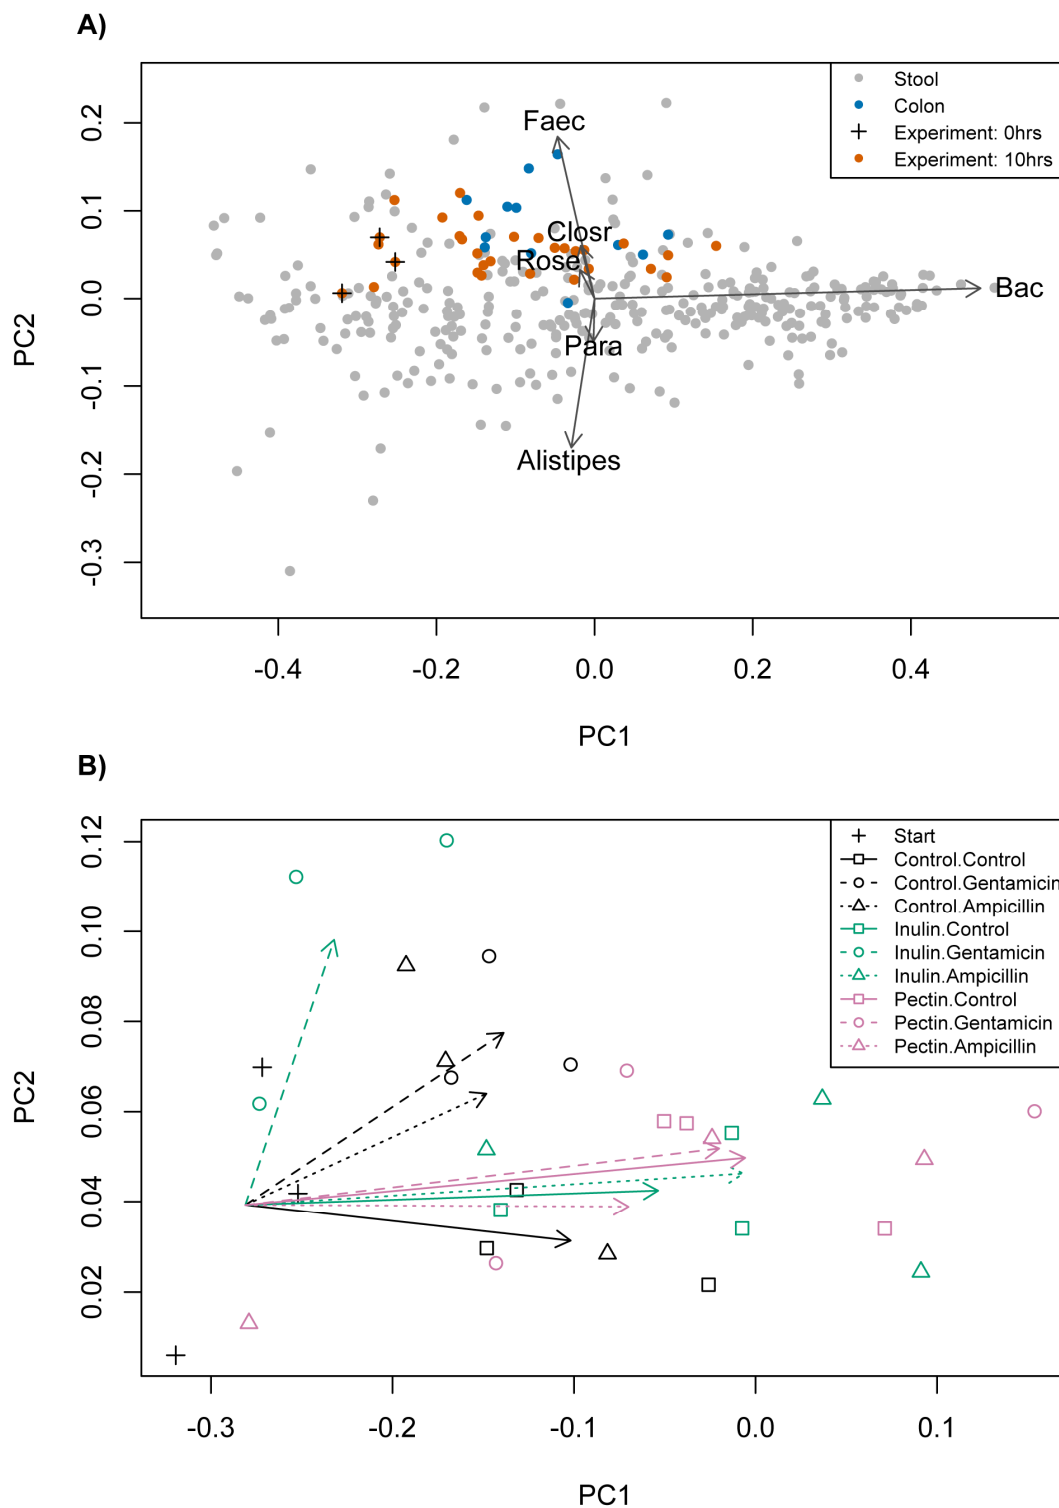 A)
Stool
Colon
Experiment: 0hrs
Experiment: 10hrs
Faec
Closr
Rose
Bac
Para
Alistipes
PC2
0.2
0.1
0.0
-0.1
-0.2
-0.3
-0.4
-0.2
0.0
0.2
0.4
PC1
B)
Start
Control.Control
Control.Gentamicin
Control.Ampicillin
Inulin.Control
Inulin.Gentamicin
Inulin.Ampicillin
Pectin.Control
Pectin.Gentamicin
Pectin.Ampicillin
PC2
0.12
0.10
0.08
0.06
0.04
0.02
-0.3
-0.2
-0.1
0.0
0.1
PC1